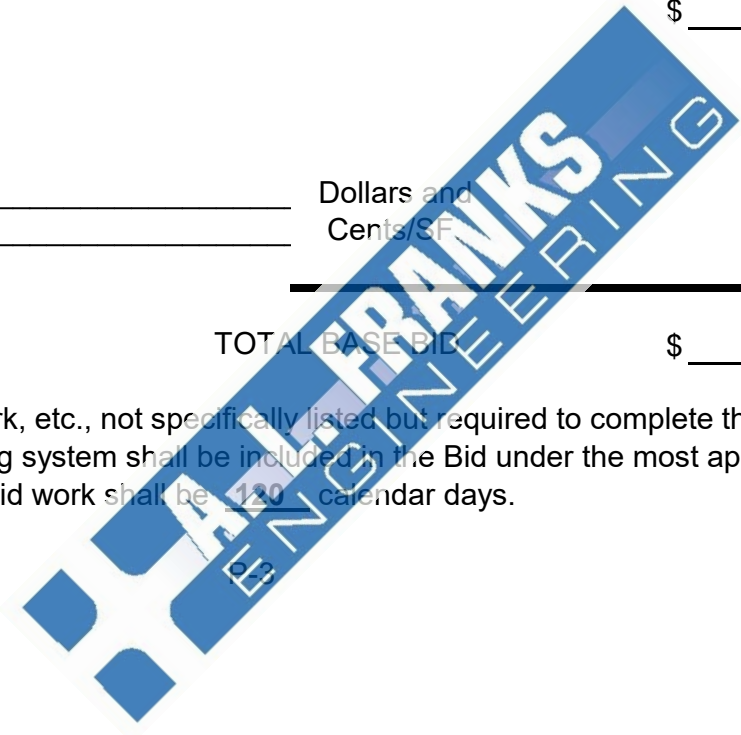 $
Dollars and
Cents/SF
TOTAL BASE BID $
rk, etc., not specifically listed but required to complete th
g system shall be included in the Bid under the most ap
id work shall be 120 calendar days.
P-3
A.L. FRANKS
ENGINEERING